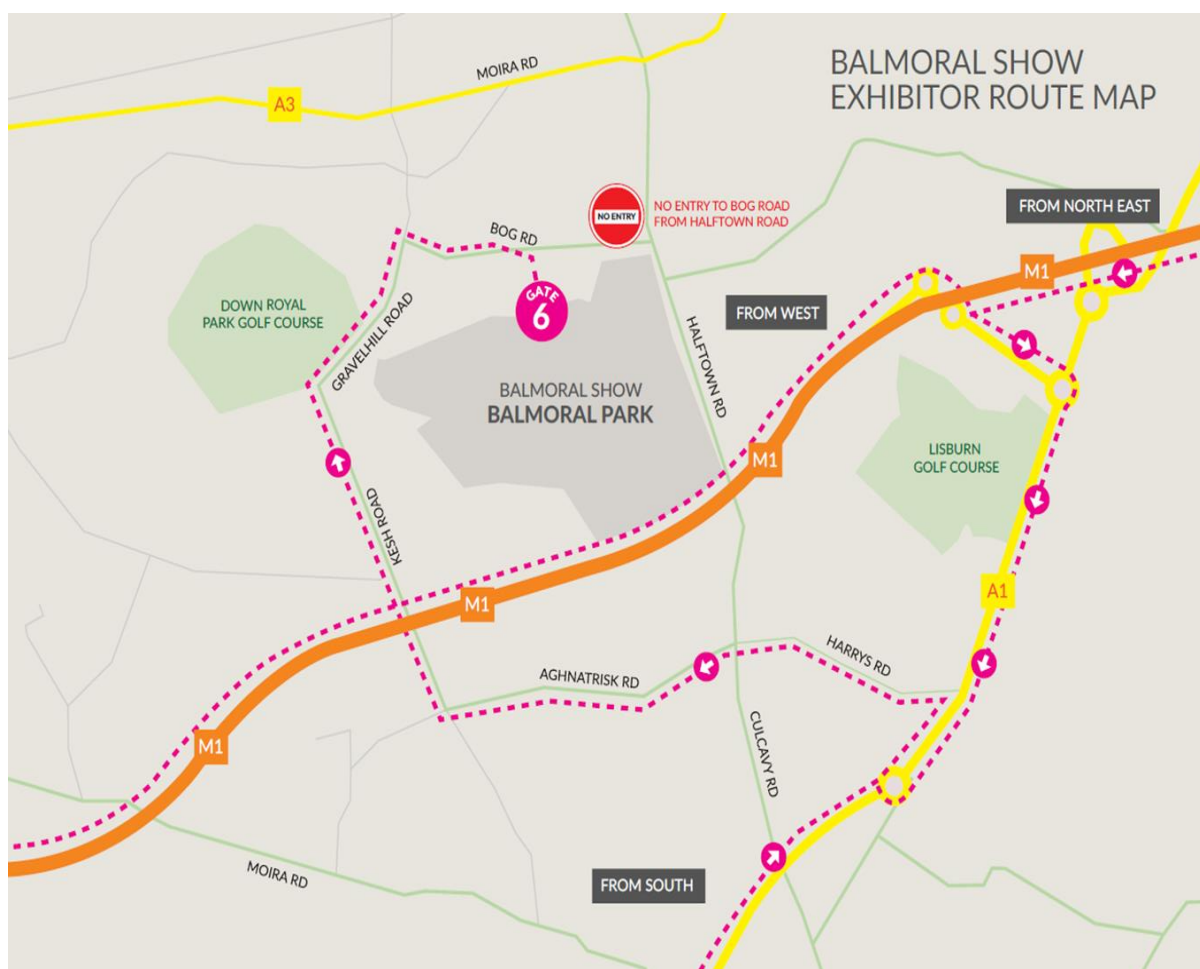 BALMORAL SHOW
EXHIBITOR ROUTE MAP
MOIRA RD
A3
NO ENTRY
NO ENTRY TO BOG ROAD
FROM HALFTOWN ROAD
FROM NORTH EAST
BOG RD
M1
GATE
6
DOWN ROYAL
PARK GOLF COURSE
GRAVELHILL ROAD
FROM WEST
HALFTOWN RD
BALMORAL SHOW
BALMORAL PARK
LISBURN
GOLF COURSE
M1
KESH ROAD
M1
A1
HARRYS RD
AGHNATRISK RD
CULCAVY RD
M1
MOIRA RD
FROM SOUTH